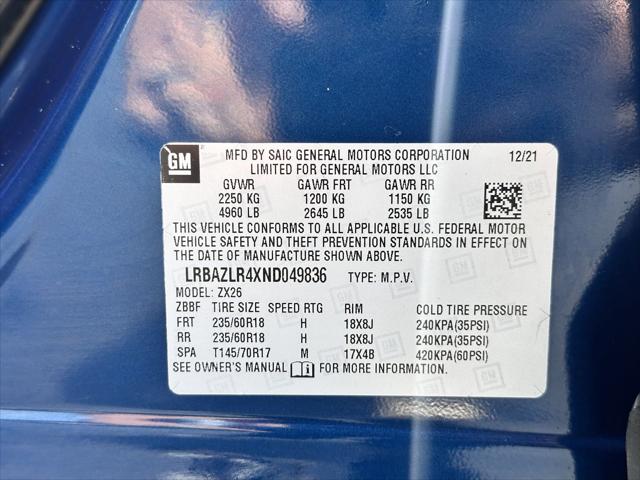 GM MFD BY SAIC GENERAL MOTORS CORPORATION 12/21
LIMITED FOR GENERAL MOTORS LLC
GVWR GAWR FRT GAWR RR
2250 KG 1200 KG 1150 KG
4960 LB 2645 LB 2535 LB
THIS VEHICLE CONFORMS TO ALL APPLICABLE U.S. FEDERAL MOTOR
VEHICLE SAFETY AND THEFT PREVENTION STANDARDS IN EFFECT ON
THE DATE OF MANUFACTURE SHOWN ABOVE.
LRBAZLR4XND049836 TYPE: M.P.V.
MODEL: ZX26
ZBBF TIRE SIZE SPEED RTG RIM COLD TIRE PRESSURE
FRT 235/60R18 H 18X8J 240KPA(35PSI)
RR 235/60R18 H 18X8J 240KPA(35PSI)
SPA T145/70R17 M 17X4B 420KPA(60PSI)
SEE OWNER'S MANUAL FOR MORE INFORMATION.